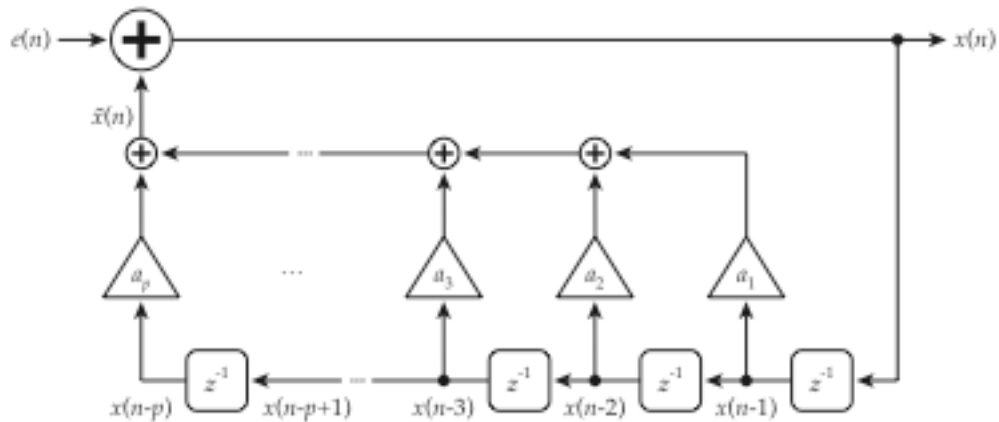 e(n) x(n)
x̃(n)
...
a_p ... a_3 a_2 a_1
z^-1 ... z^-1 z^-1 z^-1
x(n-p) x(n-p+1) x(n-3) x(n-2) x(n-1)